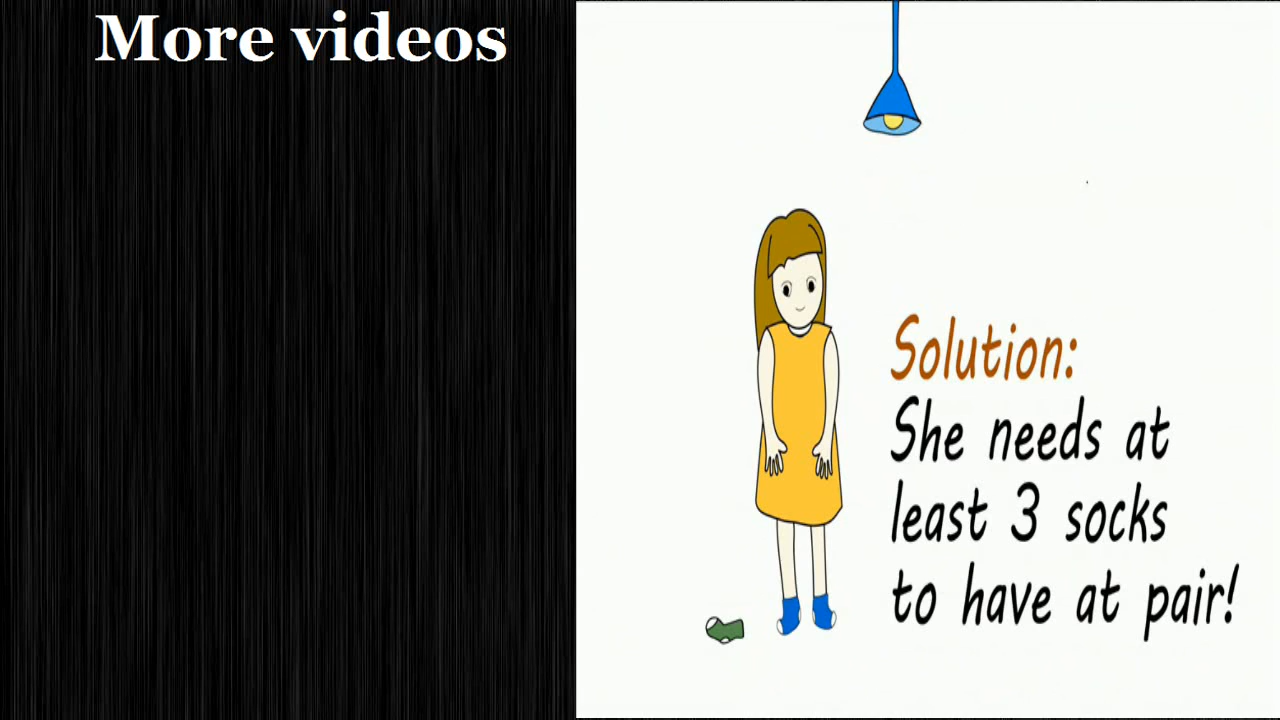 More videos
Solution:
She needs at
least 3 socks
to have at pair!